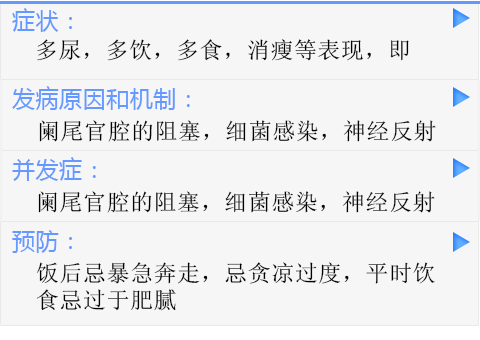 症状：
多尿，多饮，多食，消瘦等表现，即
发病原因和机制：
阑尾官腔的阻塞，细菌感染，神经反射
并发症：
阑尾官腔的阻塞，细菌感染，神经反射
预防：
饭后忌暴急奔走，忌贪凉过度，平时饮
食忌过于肥腻